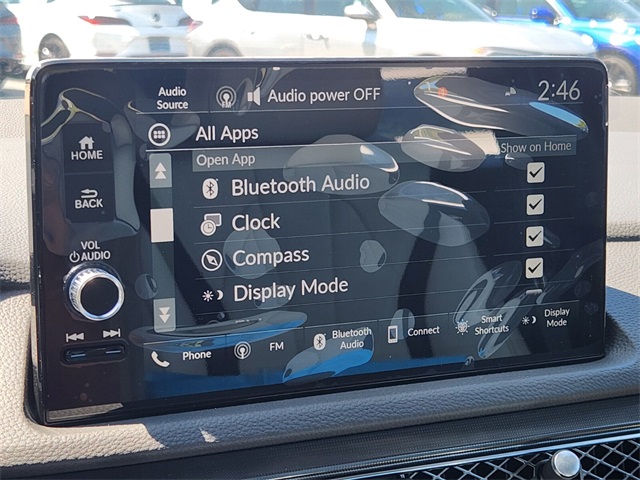 Audio
Source
Audio power OFF
2:46
HOME
All Apps
Open App
Show on Home
Bluetooth Audio
BACK
Clock
VOL
AUDIO
Compass
Display Mode
Phone
FM
Bluetooth
Audio
Connect
Smart
Shortcuts
Display
Mode